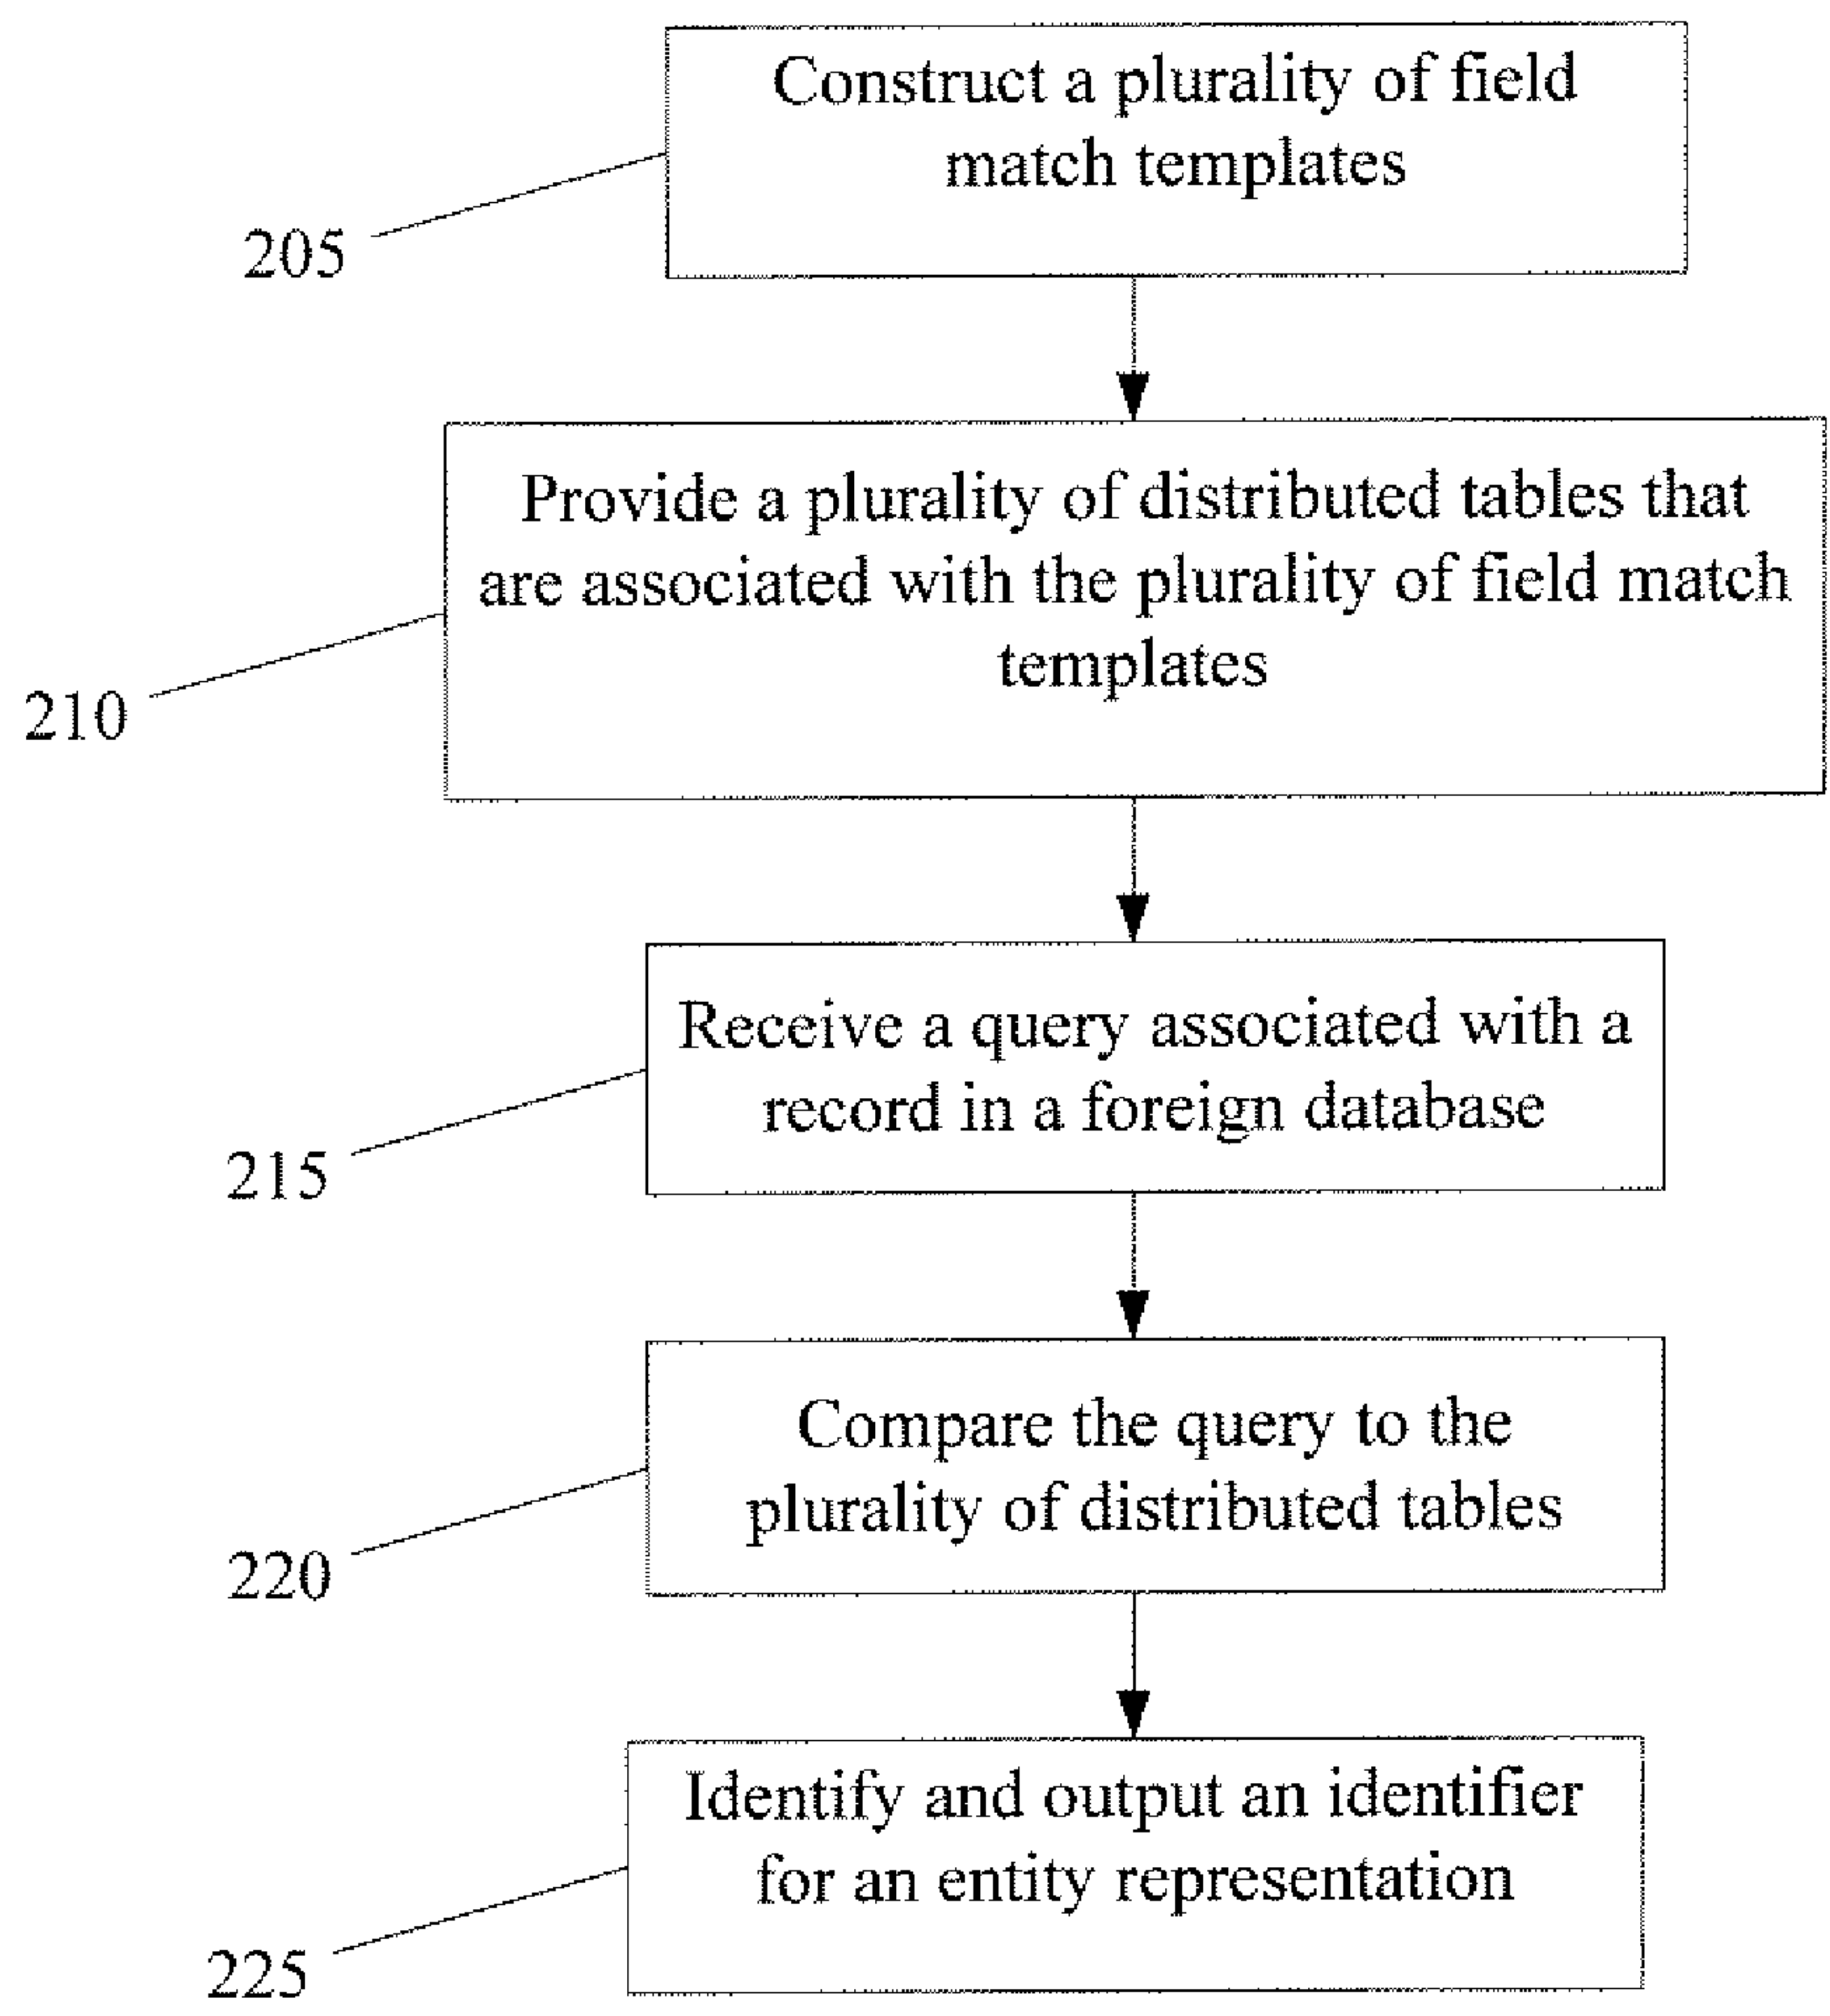 Construct a plurality of field
match templates
205
Provide a plurality of distributed tables that
are associated with the plurality of field match
templates
210
Receive a query associated with a
record in a foreign database
215
Compare the query to the
plurality of distributed tables
220
Identify and output an identifier
for an entity representation
225